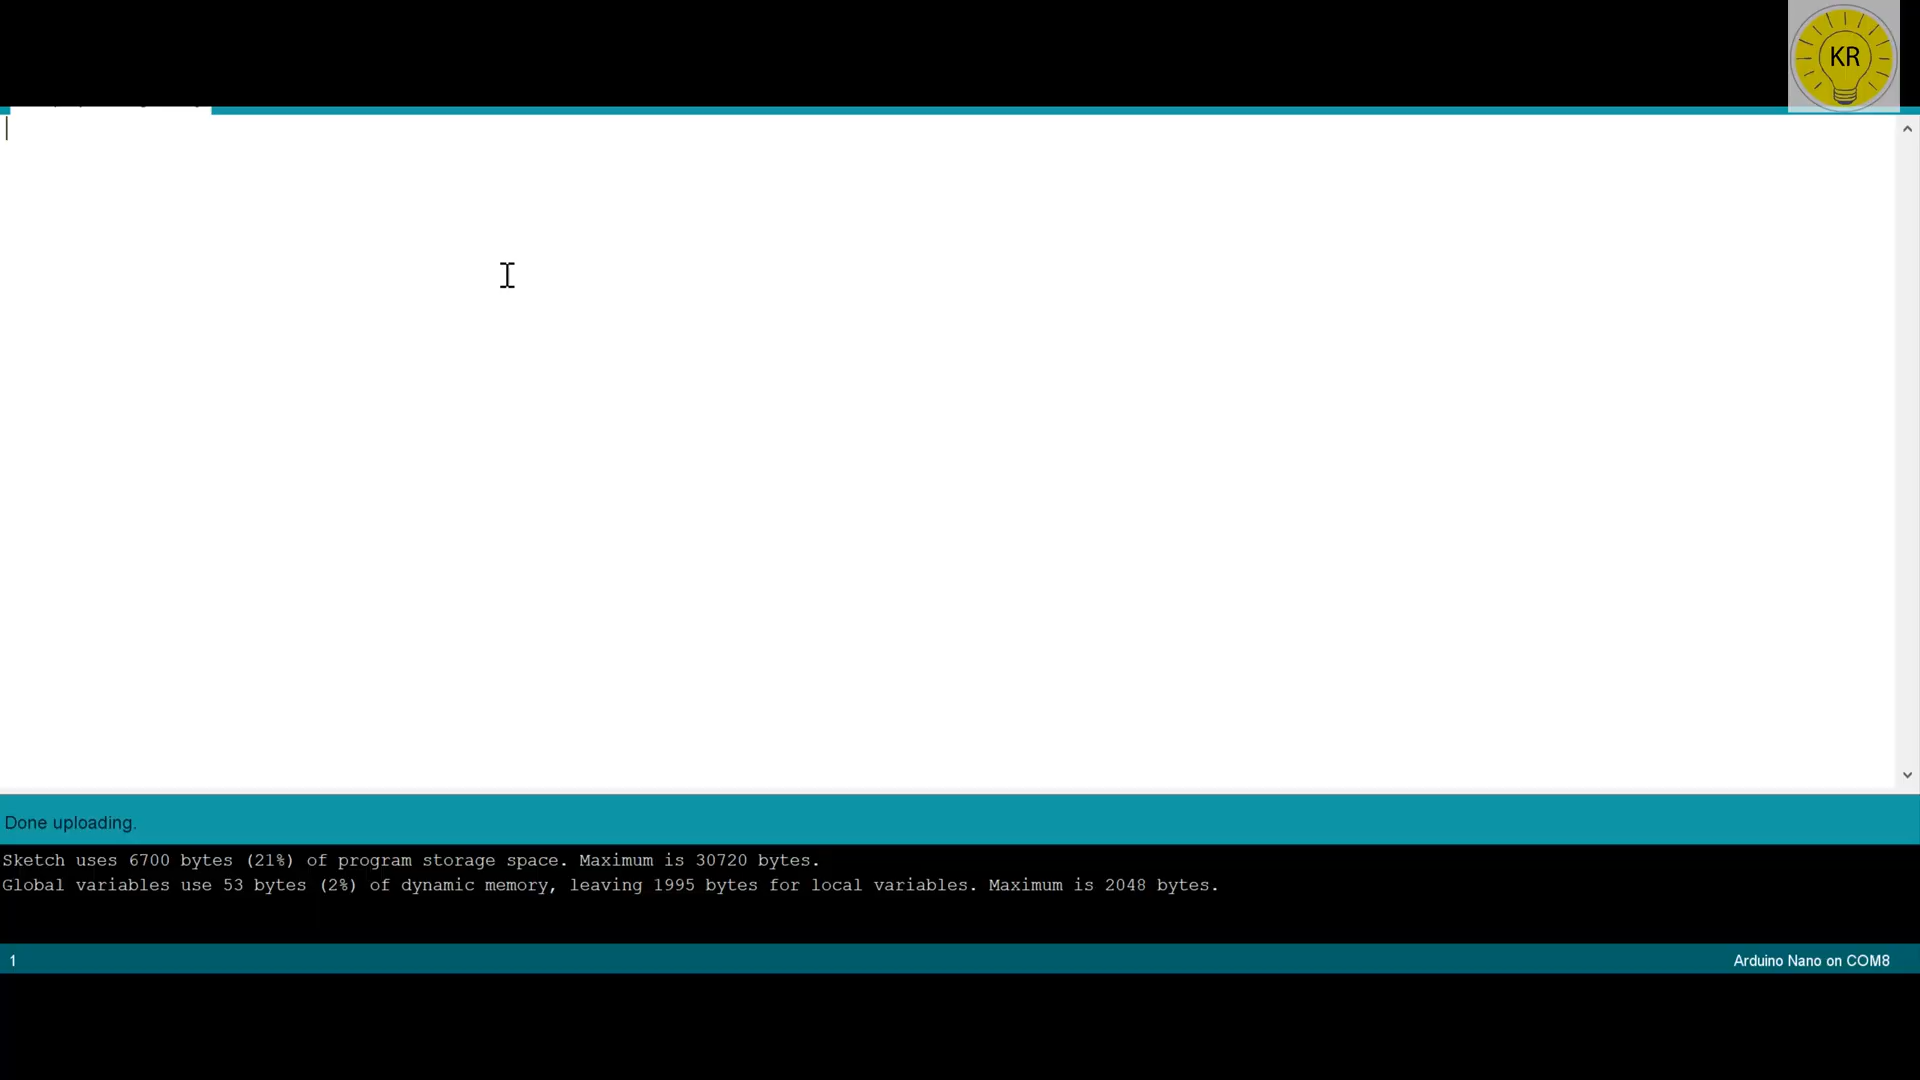 KR
Done uploading.
Sketch uses 6700 bytes (21%) of program storage space. Maximum is 30720 bytes.
Global variables use 53 bytes (2%) of dynamic memory, leaving 1995 bytes for local variables. Maximum is 2048 bytes.
1
Arduino Nano on COM8